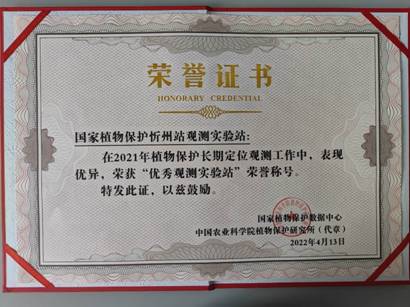 荣誉证书
HONORARY CREDENTIAL
国家植物保护忻州站观测实验站：
在2021年植物保护长期定位观测工作中，表现
优异，荣获“优秀观测实验站”荣誉称号。
特发此证，以兹鼓励。
国家植物保护数据中心
中国农业科学院植物保护研究所（代章）
2022年4月13日